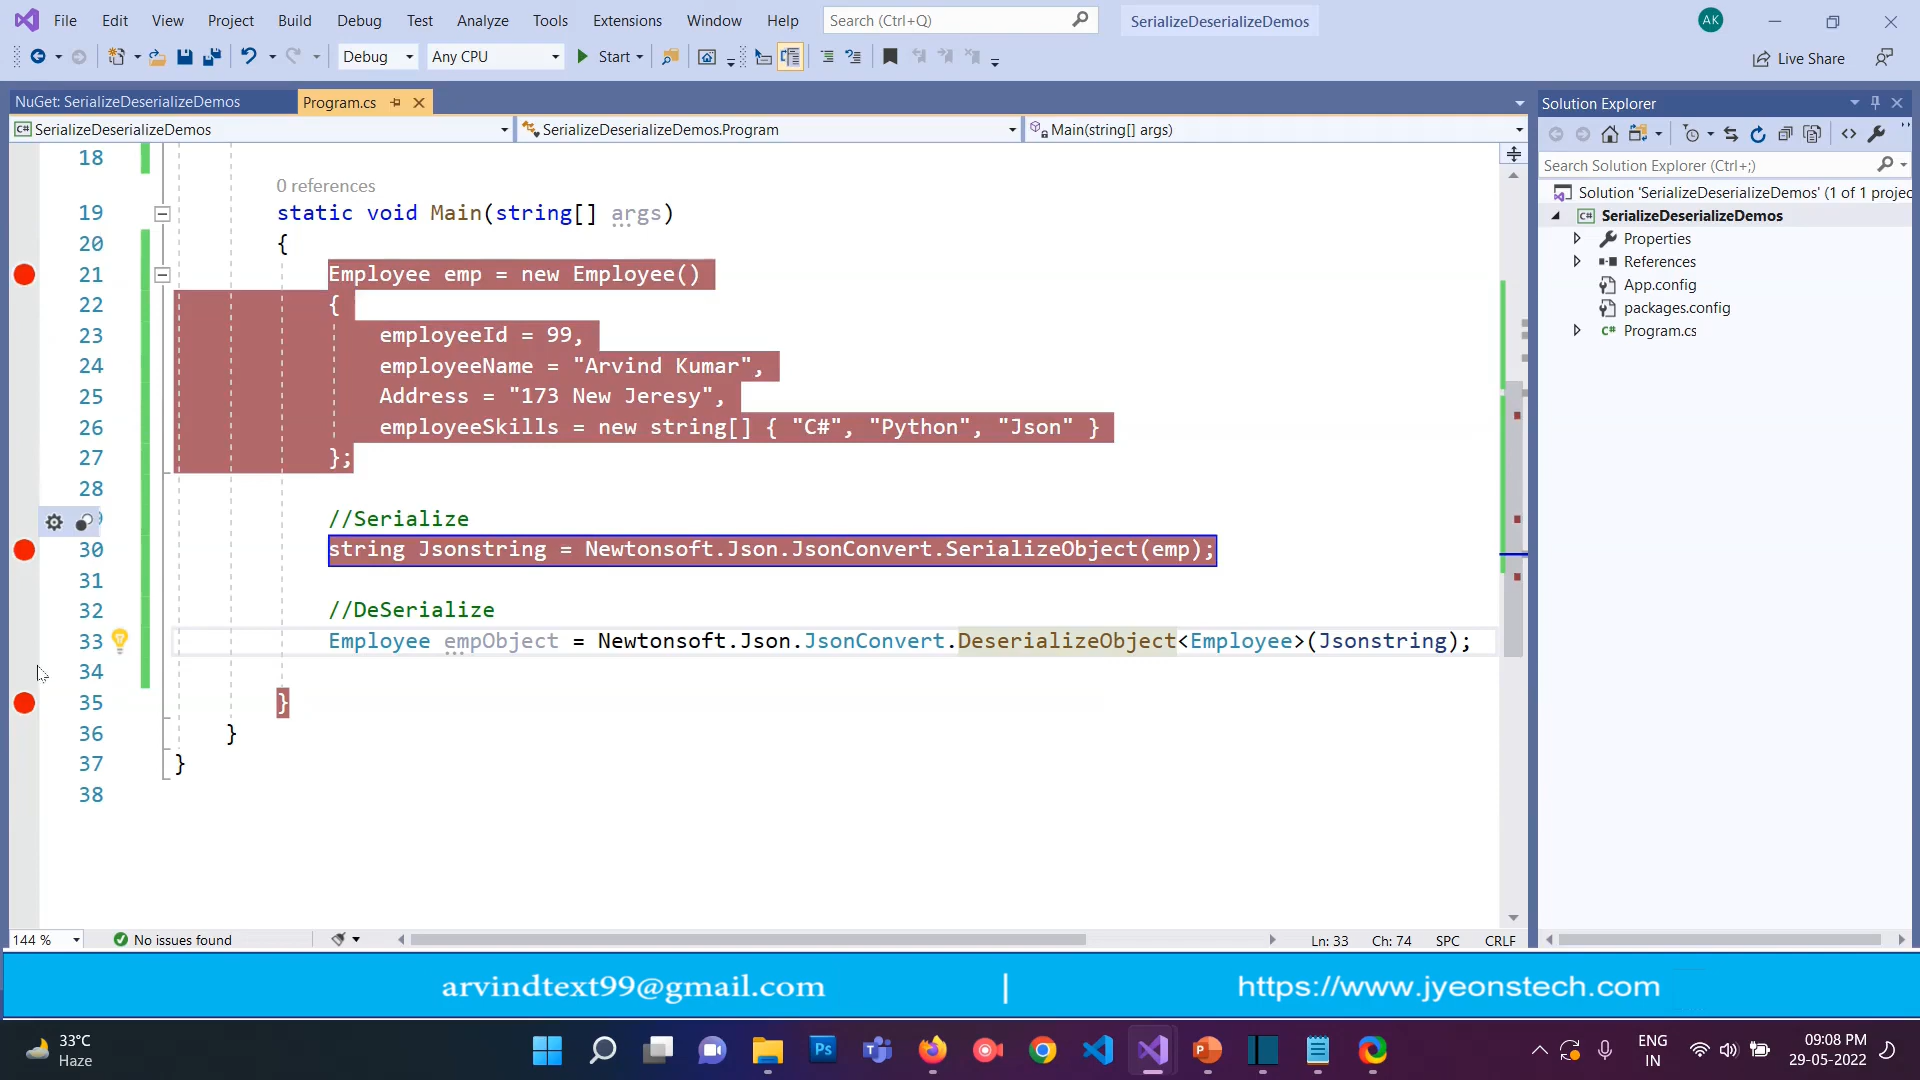 File Edit View Project Build Debug Test Analyze Tools Extensions Window Help Search (Ctrl+Q) SerializeDeserializeDemos AK
Debug Any CPU Start Live Share
NuGet: SerializeDeserializeDemos Program.cs
SerializeDeserializeDemos SerializeDeserializeDemos.Program Main(string[] args)
18
0 references
19 static void Main(string[] args)
20 {
21 Employee emp = new Employee()
22 {
23 employeeId = 99,
24 employeeName = "Arvind Kumar",
25 Address = "173 New Jeresy",
26 employeeSkills = new string[] { "C#", "Python", "Json" }
27 };
28
//Serialize
30 string Jsonstring = Newtonsoft.Json.JsonConvert.SerializeObject(emp);
31
32 //DeSerialize
33 Employee empObject = Newtonsoft.Json.JsonConvert.DeserializeObject<Employee>(Jsonstring);
34
35 }
36 }
37 }
38
144 % No issues found Ln: 33 Ch: 74 SPC CRLF
Solution Explorer
Search Solution Explorer (Ctrl+;)
Solution 'SerializeDeserializeDemos' (1 of 1 projec
C# SerializeDeserializeDemos
Properties
References
App.config
packages.config
C# Program.cs
arvindtext99@gmail.com | https://www.jyeonstech.com
33°C
Haze
Ps
ENG
IN
09:08 PM
29-05-2022